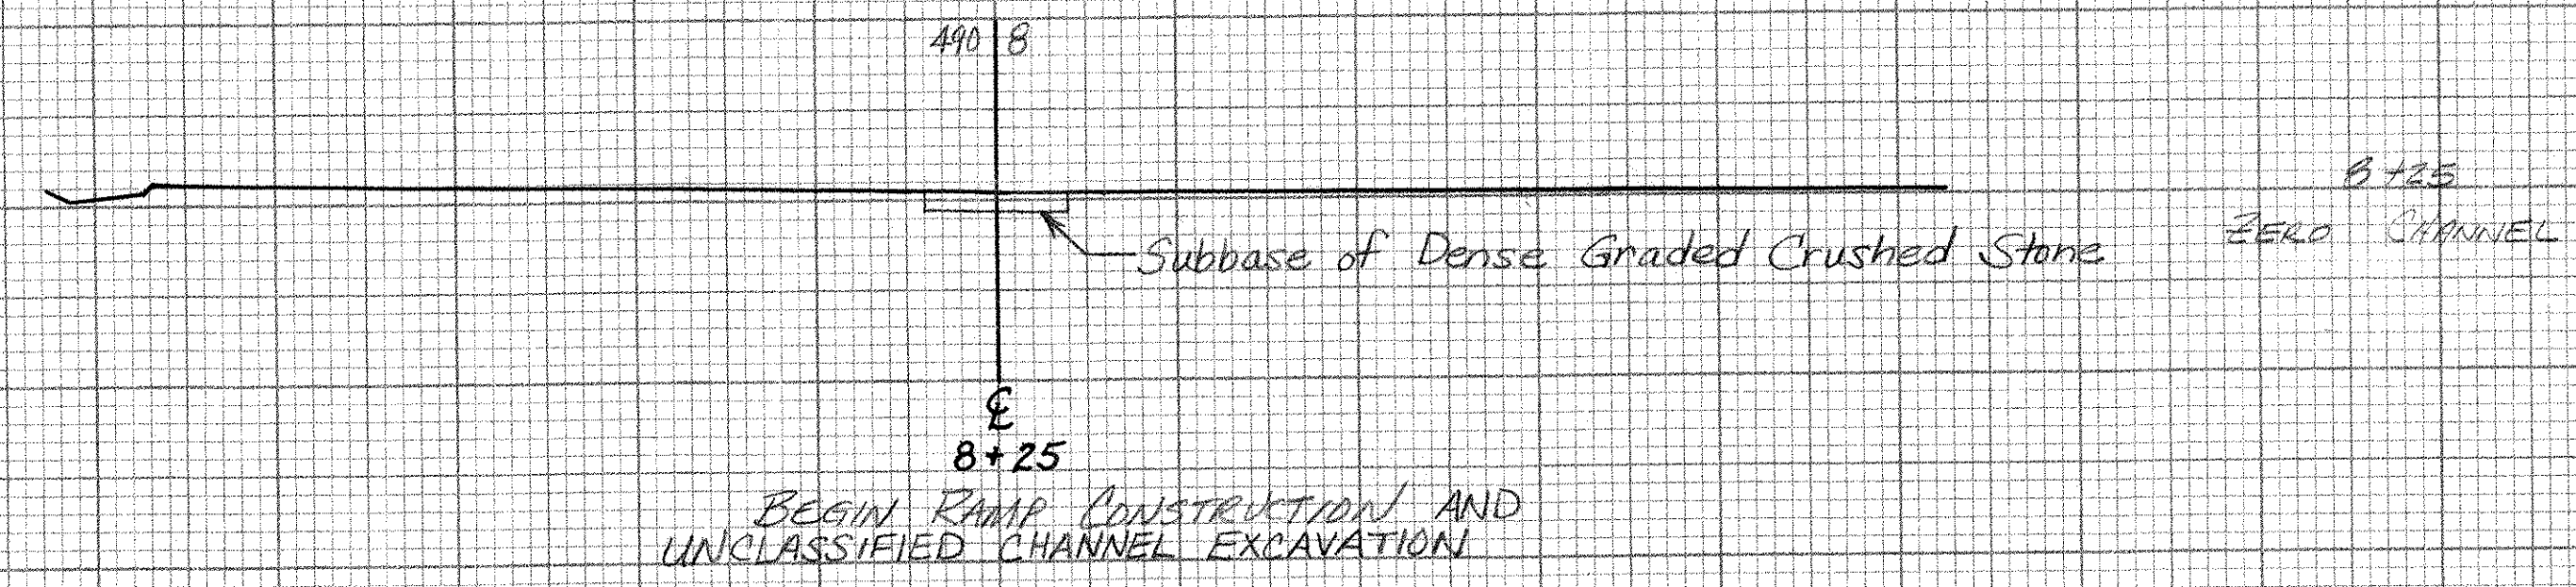 490 8
8+25
Subbase of Dense Graded Crushed Stone
ZERO CHANNEL
℄
8+25
BEGIN RAMP CONSTRUCTION AND
UNCLASSIFIED CHANNEL EXCAVATION